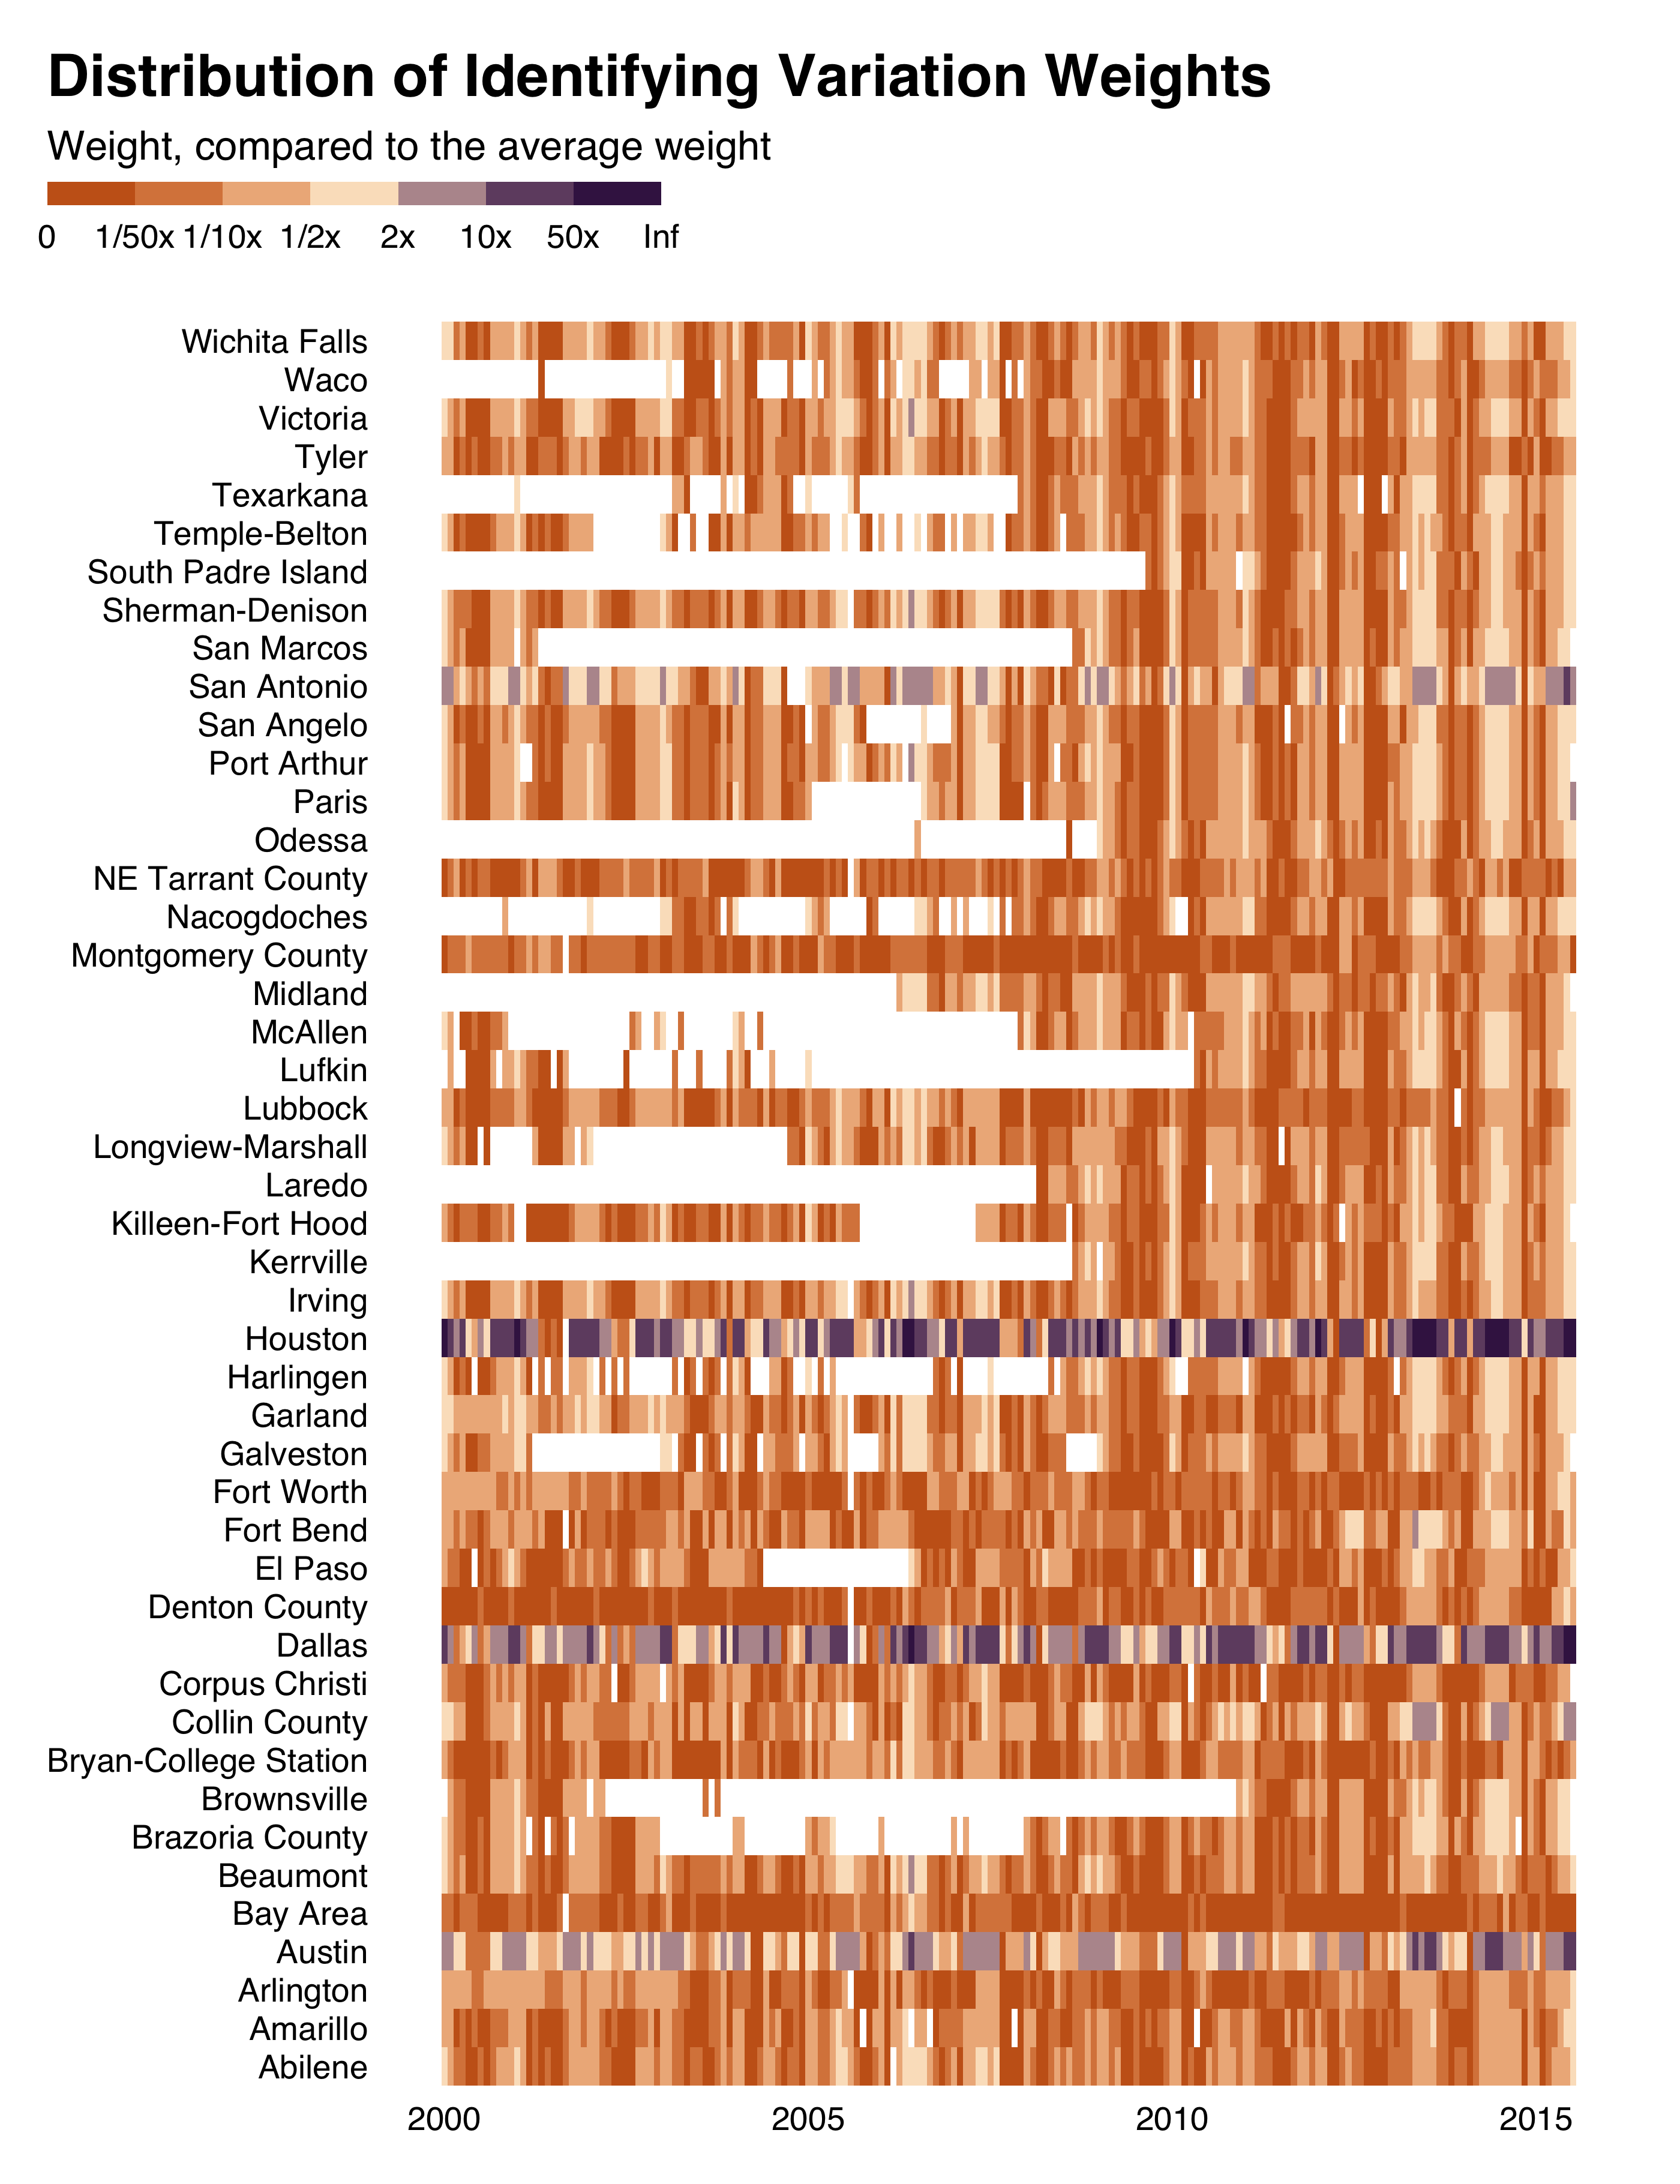 Distribution of Identifying Variation Weights
Weight, compared to the average weight
0 1/50x 1/10x 1/2x 2x 10x 50x Inf
Wichita Falls
Waco
Victoria
Tyler
Texarkana
Temple-Belton
South Padre Island
Sherman-Denison
San Marcos
San Antonio
San Angelo
Port Arthur
Paris
Odessa
NE Tarrant County
Nacogdoches
Montgomery County
Midland
McAllen
Lufkin
Lubbock
Longview-Marshall
Laredo
Killeen-Fort Hood
Kerrville
Irving
Houston
Harlingen
Garland
Galveston
Fort Worth
Fort Bend
El Paso
Denton County
Dallas
Corpus Christi
Collin County
Bryan-College Station
Brownsville
Brazoria County
Beaumont
Bay Area
Austin
Arlington
Amarillo
Abilene
2000 2005 2010 2015